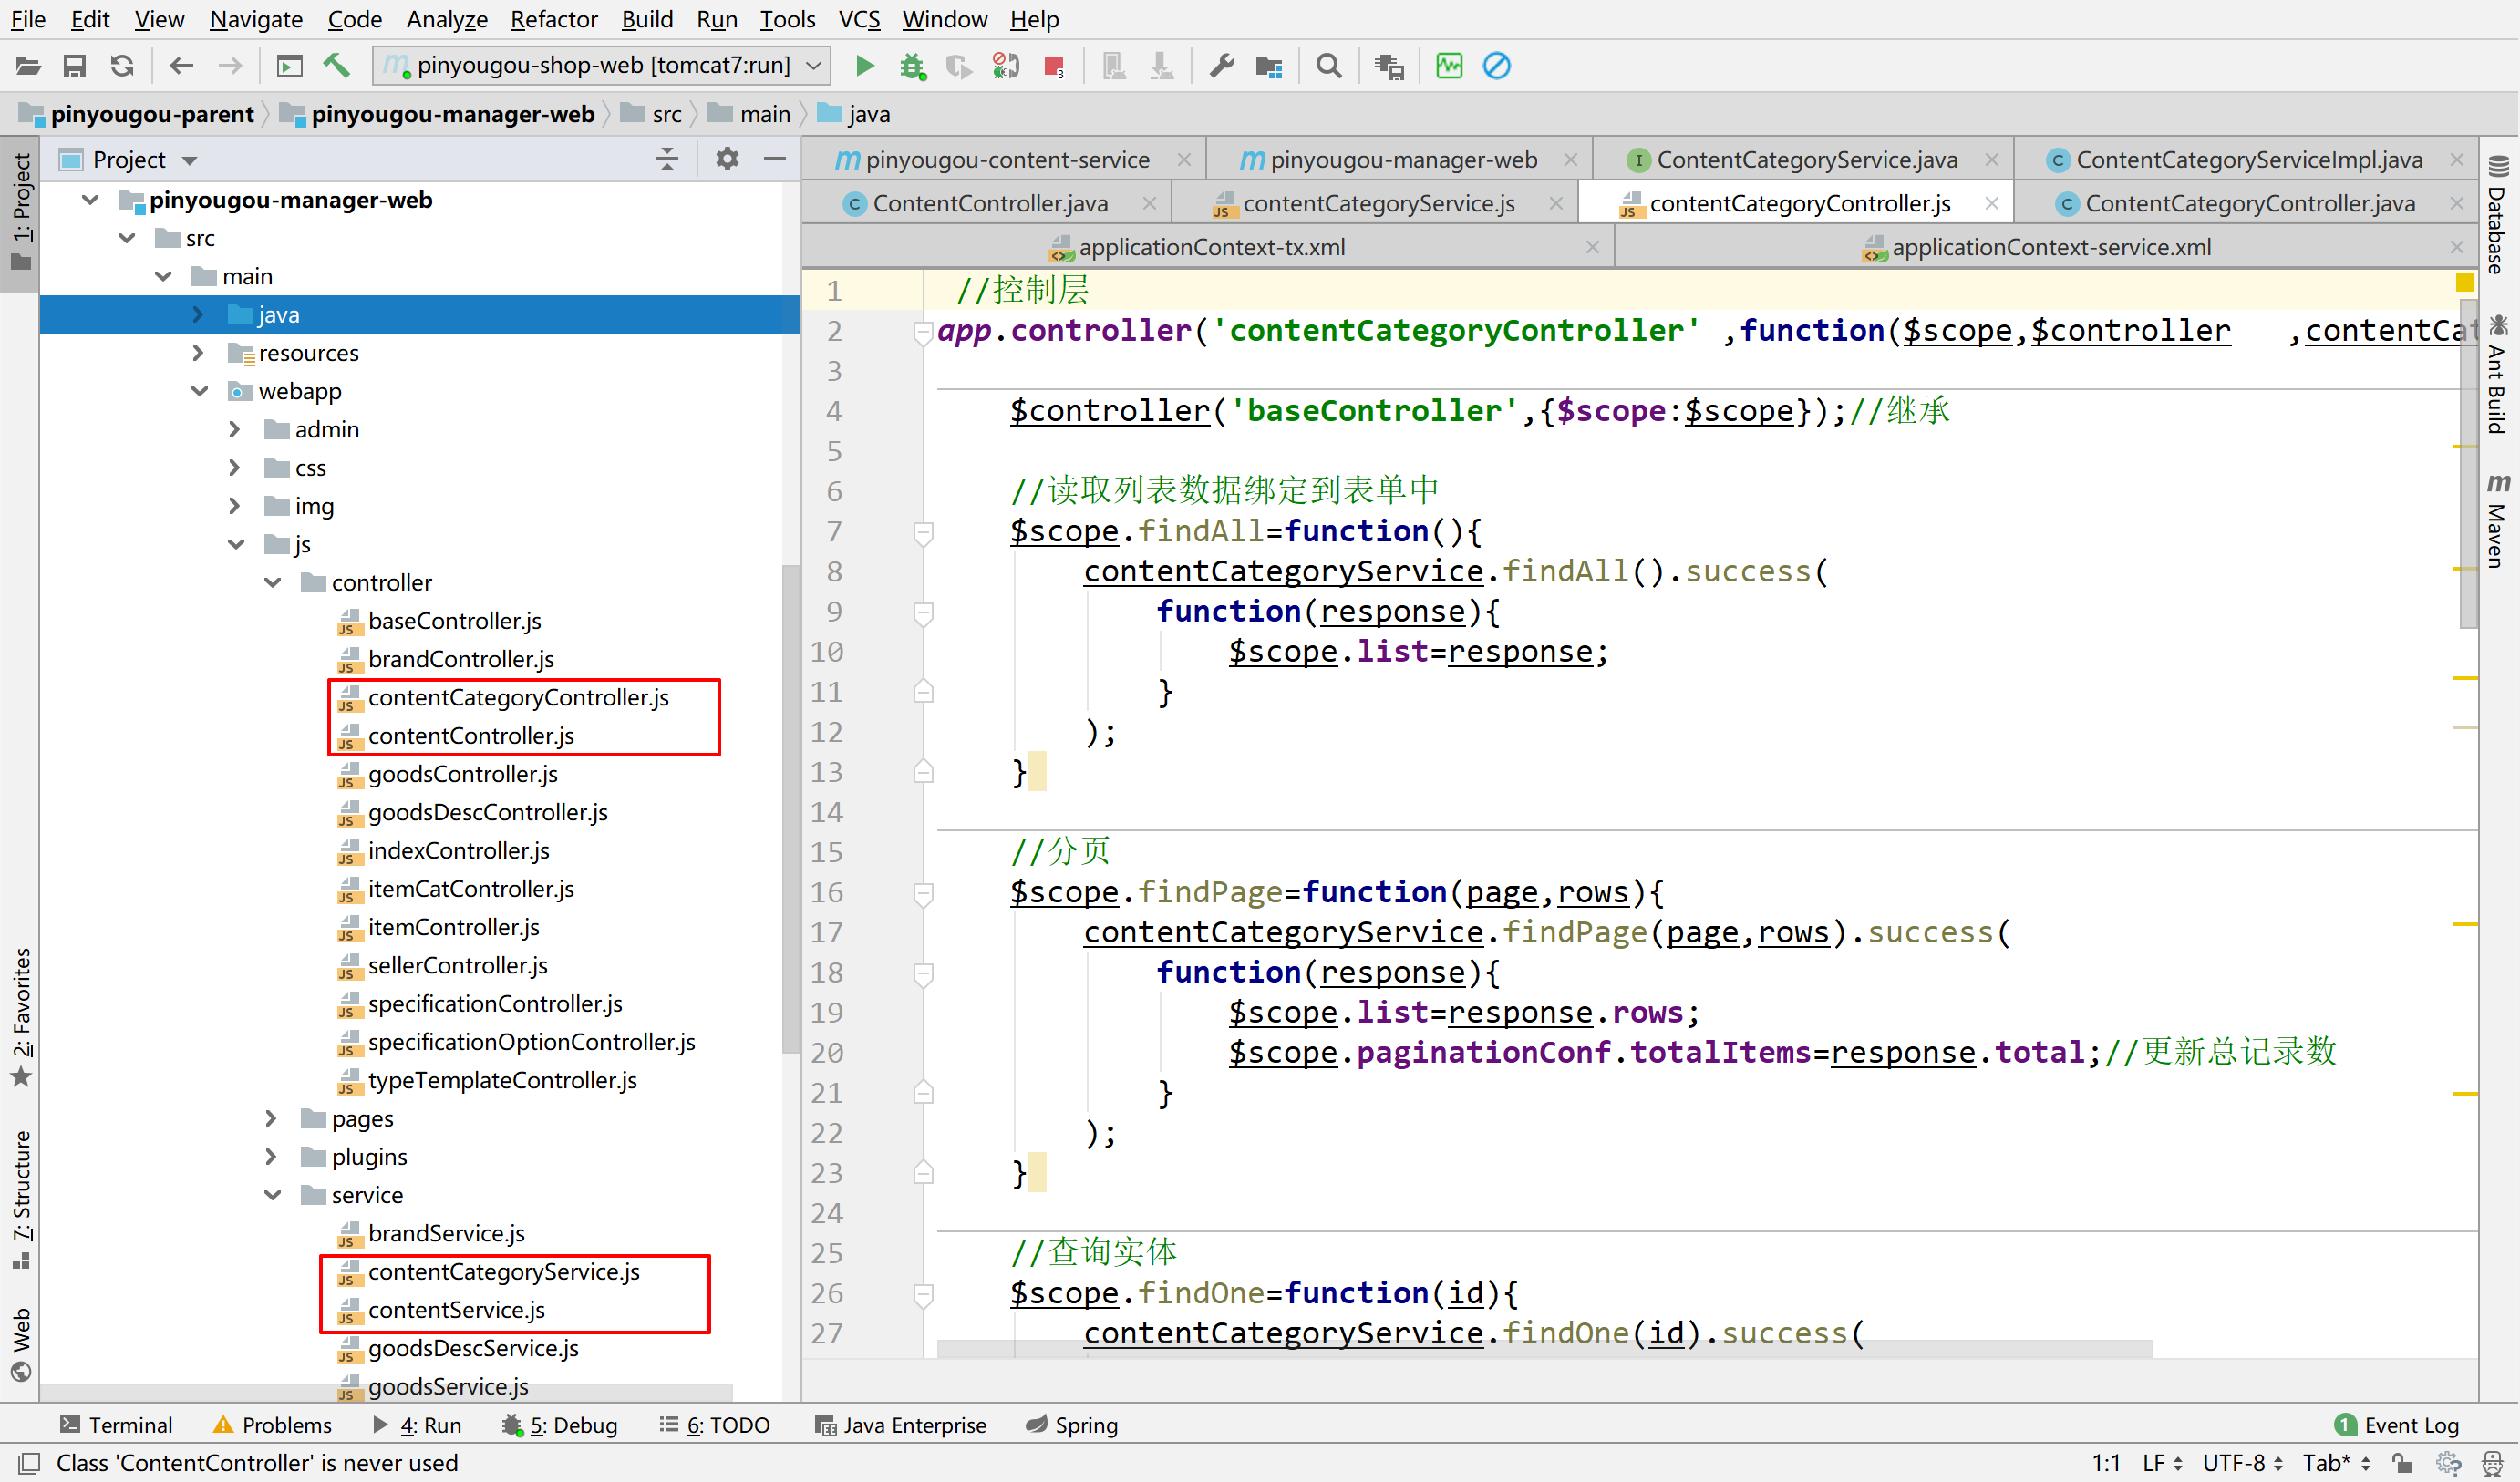 File Edit View Navigate Code Analyze Refactor Build Run Tools VCS Window Help
pinyougou-shop-web [tomcat7:run]
3
pinyougou-parent pinyougou-manager-web src main java
Project
pinyougou-content-service pinyougou-manager-web ContentCategoryService.java ContentCategoryServiceImpl.java
ContentController.java contentCategoryService.js contentCategoryController.js ContentCategoryController.java
applicationContext-tx.xml applicationContext-service.xml
1: Project
2: Favorites
7: Structure
Web
pinyougou-manager-web
src
main
java
resources
webapp
admin
css
img
js
controller
baseController.js
brandController.js
contentCategoryController.js
contentController.js
goodsController.js
goodsDescController.js
indexController.js
itemCatController.js
itemController.js
sellerController.js
specificationController.js
specificationOptionController.js
typeTemplateController.js
pages
plugins
service
brandService.js
contentCategoryService.js
contentService.js
goodsDescService.js
goodsService.js
1 //控制层
2 app.controller('contentCategoryController' ,function($scope,$controller ,contentCat
3
4 $controller('baseController',{$scope:$scope});//继承
5
6 //读取列表数据绑定到表单中
7 $scope.findAll=function(){
8 contentCategoryService.findAll().success(
9 function(response){
10 $scope.list=response;
11 }
12 );
13 }
14
15 //分页
16 $scope.findPage=function(page,rows){
17 contentCategoryService.findPage(page,rows).success(
18 function(response){
19 $scope.list=response.rows;
20 $scope.paginationConf.totalItems=response.total;//更新总记录数
21 }
22 );
23 }
24
25 //查询实体
26 $scope.findOne=function(id){
27 contentCategoryService.findOne(id).success(
Database
Ant Build
Maven
Terminal Problems 4: Run 5: Debug 6: TODO Java Enterprise Spring 1 Event Log
Class 'ContentController' is never used 1:1 LF UTF-8 Tab*